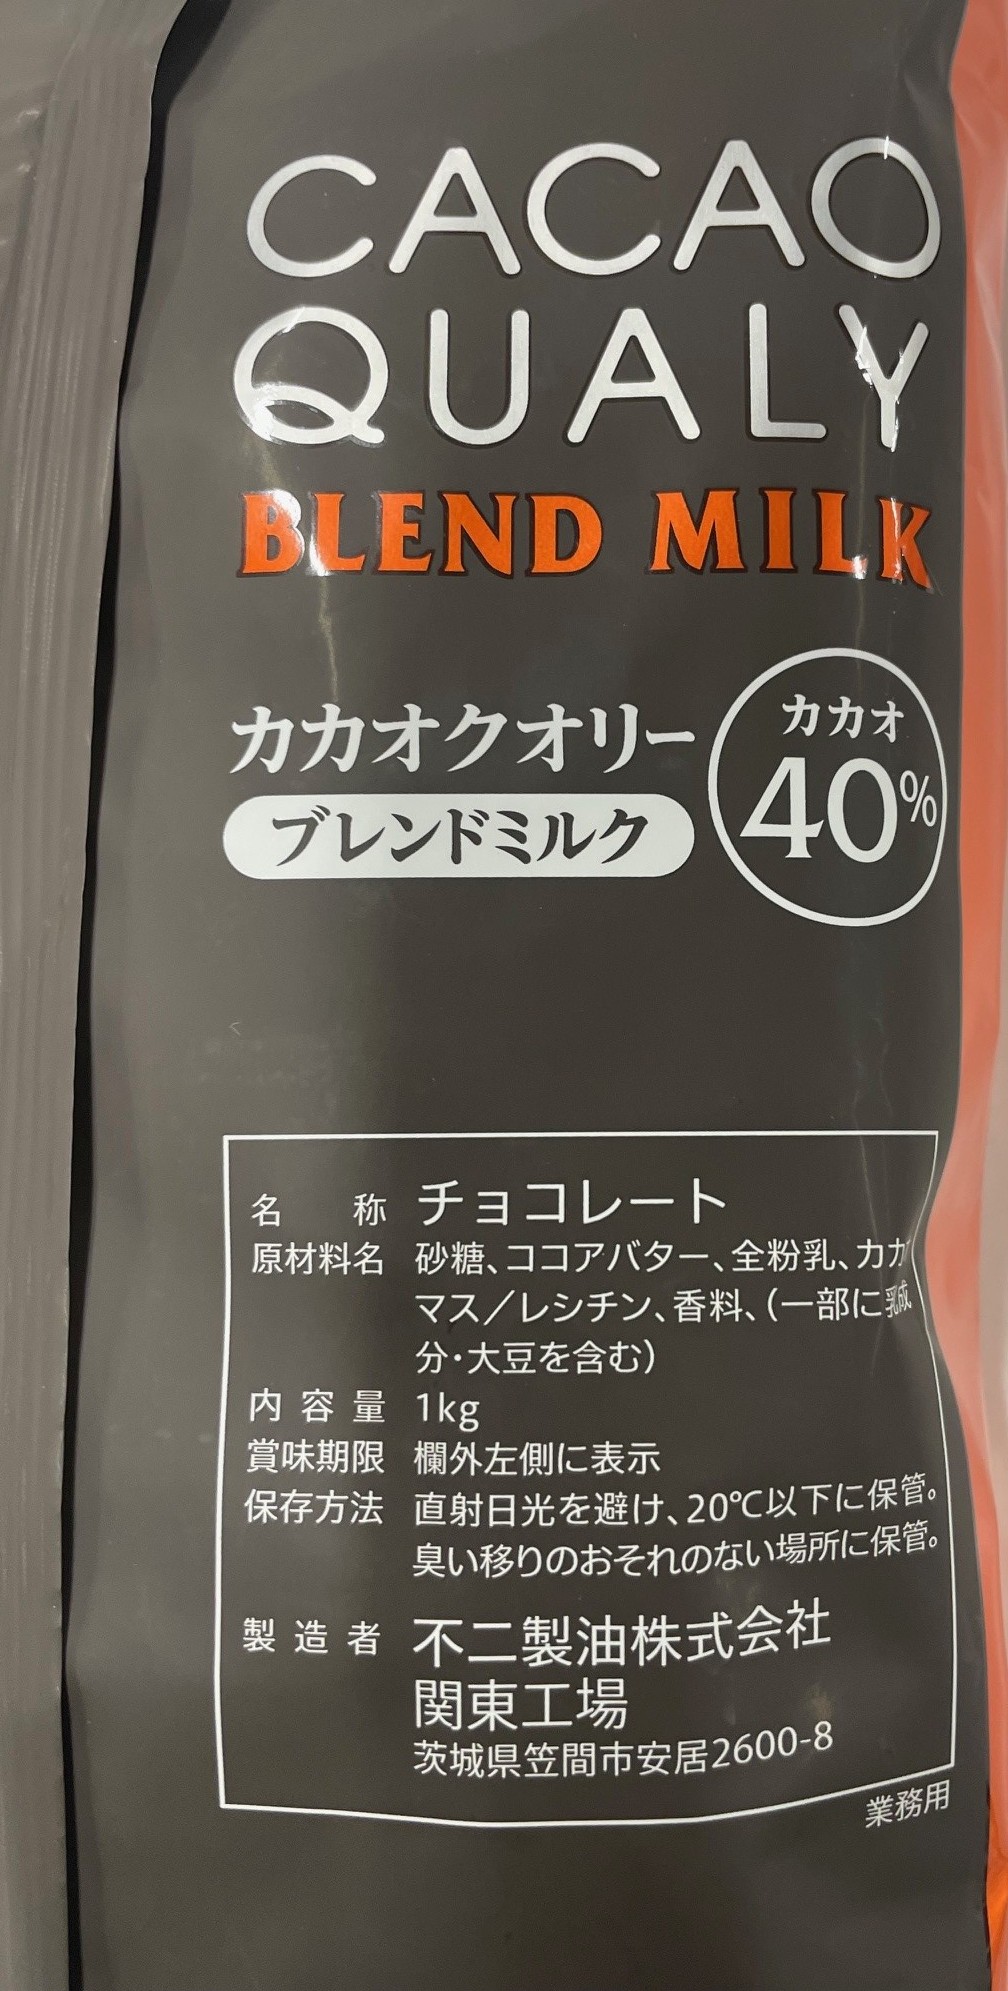 CACAO
QUALY
BLEND MILK
カカオクオリー
ブレンドミルク
カカオ
40%
名称 チョコレート
原材料名 砂糖、ココアバター、全粉乳、カカオ
マス／レシチン、香料、(一部に乳成
分・大豆を含む)
内容量 1kg
賞味期限 欄外左側に表示
保存方法 直射日光を避け、20℃以下に保管。
臭い移りのおそれのない場所に保管。
製造者 不二製油株式会社
関東工場
茨城県笠間市安居2600-8
業務用